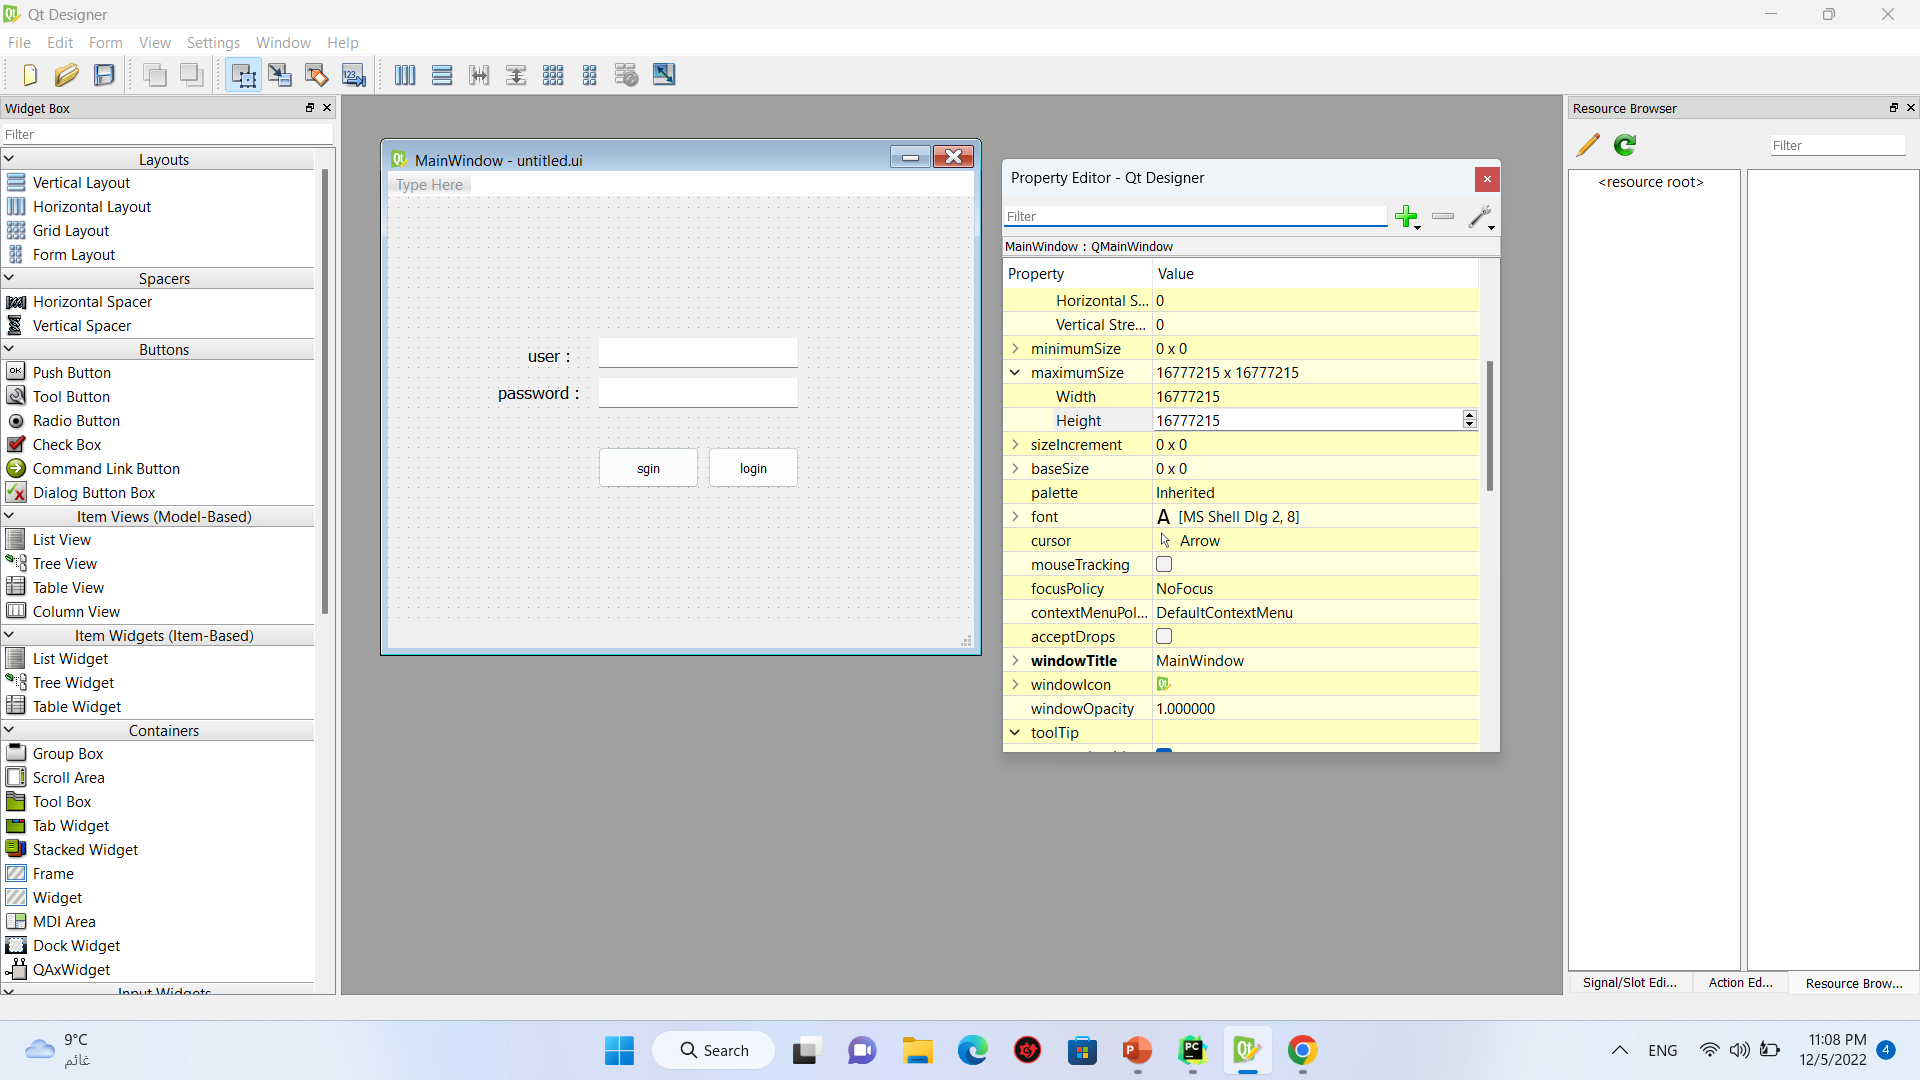 Qt Designer
File Edit Form View Settings Window Help
Widget Box
Filter
Layouts
Vertical Layout
Horizontal Layout
Grid Layout
Form Layout
Spacers
Horizontal Spacer
Vertical Spacer
Buttons
Push Button
Tool Button
Radio Button
Check Box
Command Link Button
Dialog Button Box
Item Views (Model-Based)
List View
Tree View
Table View
Column View
Item Widgets (Item-Based)
List Widget
Tree Widget
Table Widget
Containers
Group Box
Scroll Area
Tool Box
Tab Widget
Stacked Widget
Frame
Widget
MDI Area
Dock Widget
QAxWidget
Input Widgets
MainWindow - untitled.ui
Type Here
user :
password :
sgin login
Property Editor - Qt Designer
Filter
MainWindow : QMainWindow
Property Value
Horizontal S... 0
Vertical Stre... 0
minimumSize 0 x 0
maximumSize 16777215 x 16777215
Width 16777215
Height 16777215
sizeIncrement 0 x 0
baseSize 0 x 0
palette Inherited
font A [MS Shell Dlg 2, 8]
cursor Arrow
mouseTracking
focusPolicy NoFocus
contextMenuPol... DefaultContextMenu
acceptDrops
windowTitle MainWindow
windowIcon
windowOpacity 1.000000
toolTip
Resource Browser
Filter
<resource root>
Signal/Slot Edi... Action Ed... Resource Brow...
9°C
غائم
Search
ENG
11:08 PM
12/5/2022
4